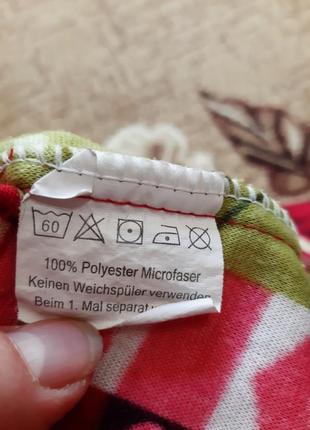 60
100% Polyester Microfaser
Keinen Weichspüler verwenden
Beim 1. Mal separat